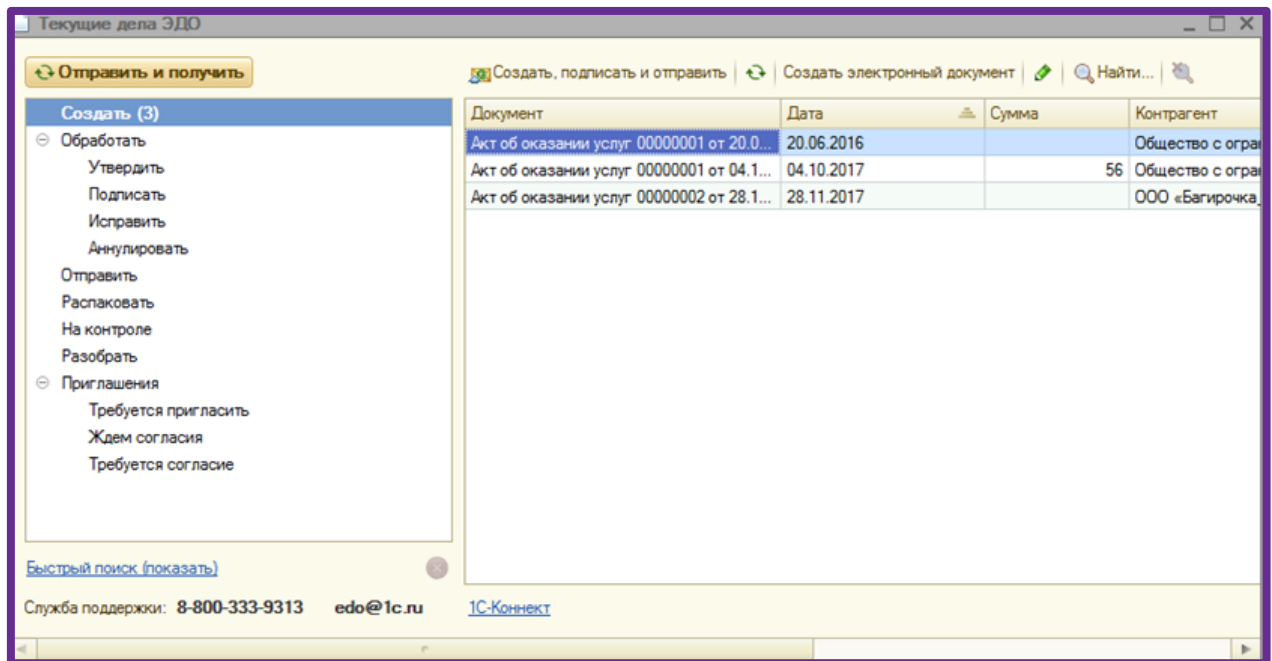 Текущие дела ЭДО
Отправить и получить
Создать, подписать и отправить Создать электронный документ Найти...
Создать (3)
Обработать
Утвердить
Подписать
Исправить
Аннулировать
Отправить
Распаковать
На контроле
Разобрать
Приглашения
Требуется пригласить
Ждем согласия
Требуется согласие
Документ Дата Сумма Контрагент
Акт об оказании услуг 00000001 от 20.0... 20.06.2016 Общество с огра
Акт об оказании услуг 00000001 от 04.1... 04.10.2017 56 Общество с огра
Акт об оказании услуг 00000002 от 28.1... 28.11.2017 ООО «Багирочка_
Быстрый поиск (показать)
Служба поддержки: 8-800-333-9313 edo@1c.ru 1С-Коннект